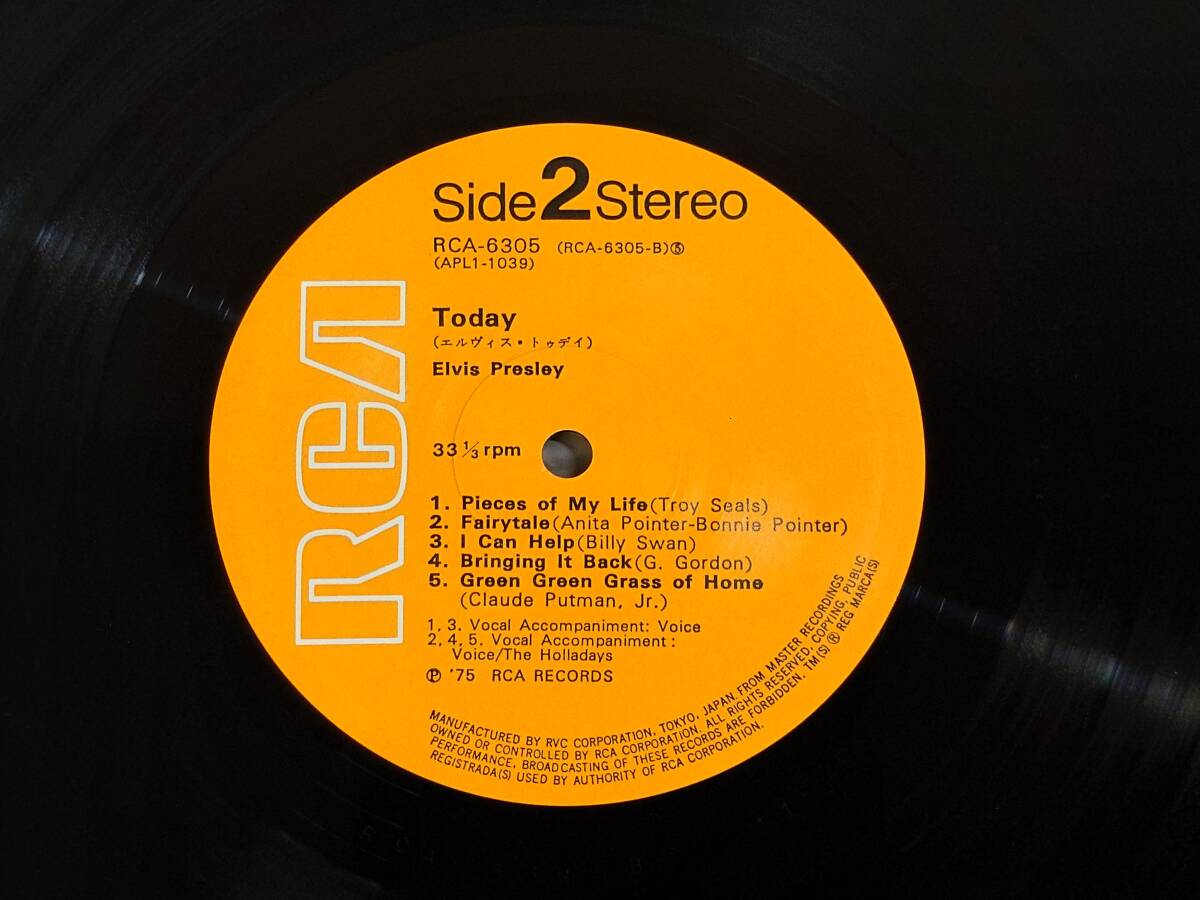 Side 2 Stereo
RCA-6305 (RCA-6305-B)Ⓢ
(APL1-1039)
RCA
Today
(エルヴィス・トゥデイ)
Elvis Presley
33 1/3 rpm
1. Pieces of My Life(Troy Seals)
2. Fairytale(Anita Pointer-Bonnie Pointer)
3. I Can Help(Billy Swan)
4. Bringing It Back(G. Gordon)
5. Green Green Grass of Home
(Claude Putman, Jr.)
1, 3. Vocal Accompaniment: Voice
2, 4, 5. Vocal Accompaniment:
Voice/The Holladays
℗ '75 RCA RECORDS
MANUFACTURED BY RVC CORPORATION, TOKYO, JAPAN. FROM MASTER RECORDINGS
OWNED OR CONTROLLED BY RCA CORPORATION. ALL RIGHTS RESERVED, COPYING, PUBLIC
PERFORMANCE, BROADCASTING OF THESE RECORDS ARE FORBIDDEN. TM(S) ® REG MARCA(S)
REGISTRADA(S) USED BY AUTHORITY OF RCA CORPORATION.